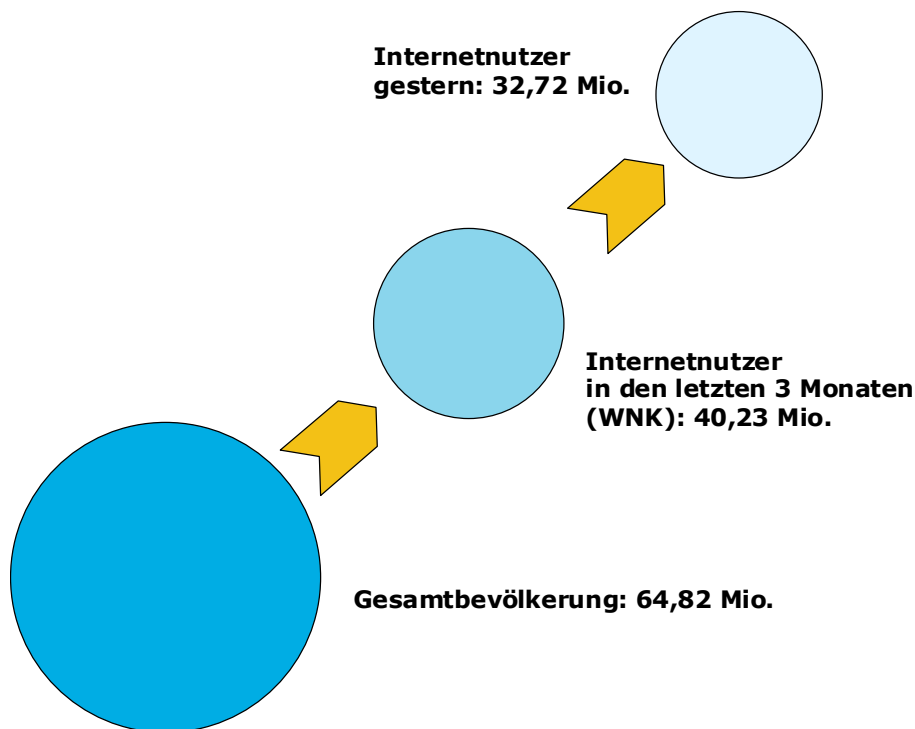 Internetnutzer
gestern: 32,72 Mio.
Internetnutzer
in den letzten 3 Monaten
(WNK): 40,23 Mio.
Gesamtbevölkerung: 64,82 Mio.